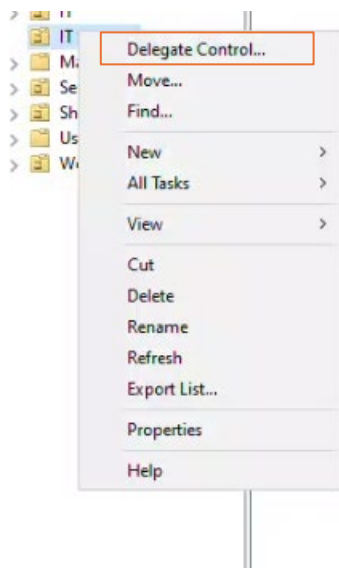 IT
Delegate Control...
Move...
Find...
New
All Tasks
View
Cut
Delete
Rename
Refresh
Export List...
Properties
Help